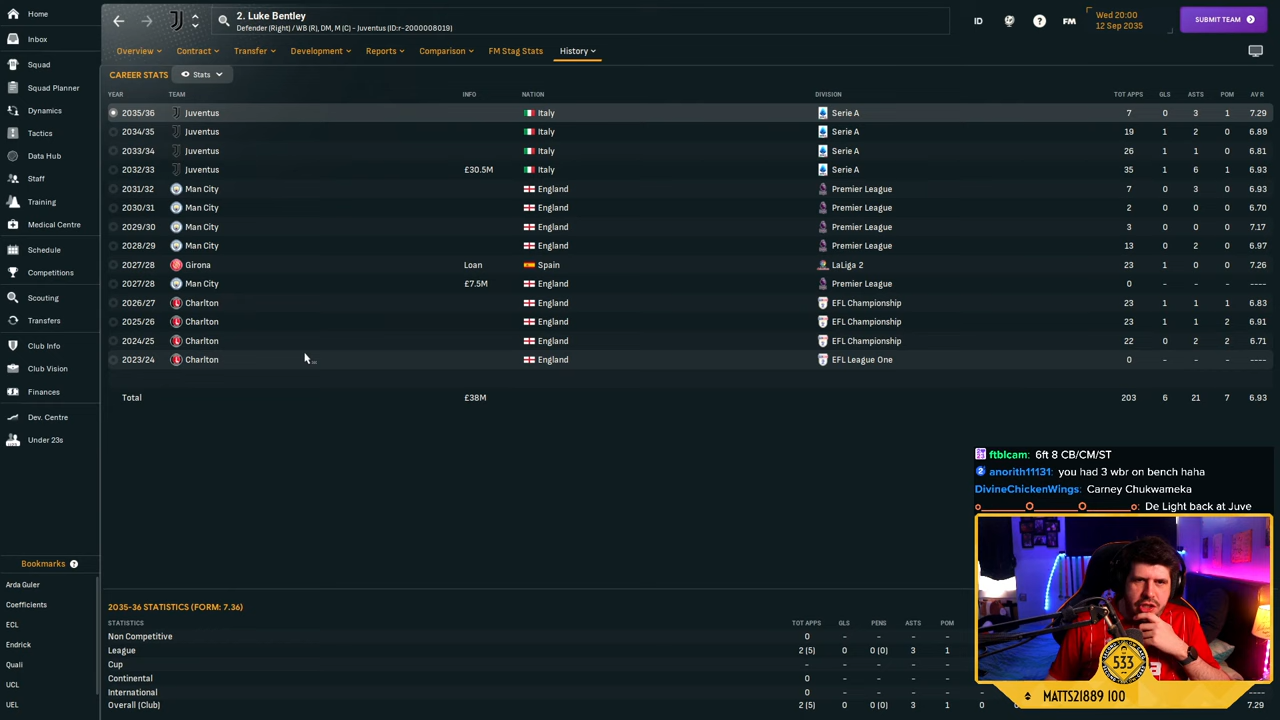 Home
Inbox
Squad
Squad Planner
Dynamics
Tactics
Data Hub
Staff
Training
Medical Centre
Schedule
Competitions
Scouting
Transfers
Club Info
Club Vision
Finances
Dev. Centre
Under 23s
Bookmarks ?
Arda Guler
Coefficients
ECL
Endrick
Quali
UCL
UEL
2. Luke Bentley
Defender (Right) / WB (R), DM, M (C) - Juventus (ID:r-2000008019)
ID ? FM
Wed 20:00
12 Sep 2035
SUBMIT TEAM
Overview Contract Transfer Development Reports Comparison FM Stag Stats History
CAREER STATS Stats
YEAR TEAM INFO NATION DIVISION TOT APPS GLS ASTS POM AV R
2035/36 Juventus Italy Serie A 7 0 3 1 7.29
2034/35 Juventus Italy Serie A 19 1 2 0 6.89
2033/34 Juventus Italy Serie A 26 1 1 0 6.81
2032/33 Juventus £30.5M Italy Serie A 35 1 6 1 6.93
2031/32 Man City England Premier League 7 0 3 0 6.93
2030/31 Man City England Premier League 2 0 0 0 6.70
2029/30 Man City England Premier League 3 0 0 0 7.17
2028/29 Man City England Premier League 13 0 2 0 6.97
2027/28 Girona Loan Spain LaLiga 2 23 1 0 0 7.26
2027/28 Man City £7.5M England Premier League 0 - - - ----
2026/27 Charlton England EFL Championship 23 1 1 1 6.83
2025/26 Charlton England EFL Championship 23 1 1 2 6.91
2024/25 Charlton England EFL Championship 22 0 2 2 6.71
2023/24 Charlton England EFL League One 0 - - - ----
Total £38M 203 6 21 7 6.93
ftblcam: 6ft 8 CB/CM/ST
anorith11131: you had 3 wbr on bench haha
DivineChickenWings: Carney Chukwameka
o______O______O______o: De Light back at Juve
2035-36 STATISTICS (FORM: 7.36)
STATISTICS TOT APPS GLS PENS ASTS POM
Non Competitive 0 - - - -
League 2 (5) 0 0 (0) 3 1
Cup - - - - -
Continental 0 - - - -
International 0 - - - -
Overall (Club) 2 (5) 0 0 (0) 3 1 0 7.29
533
MATTS21889 100